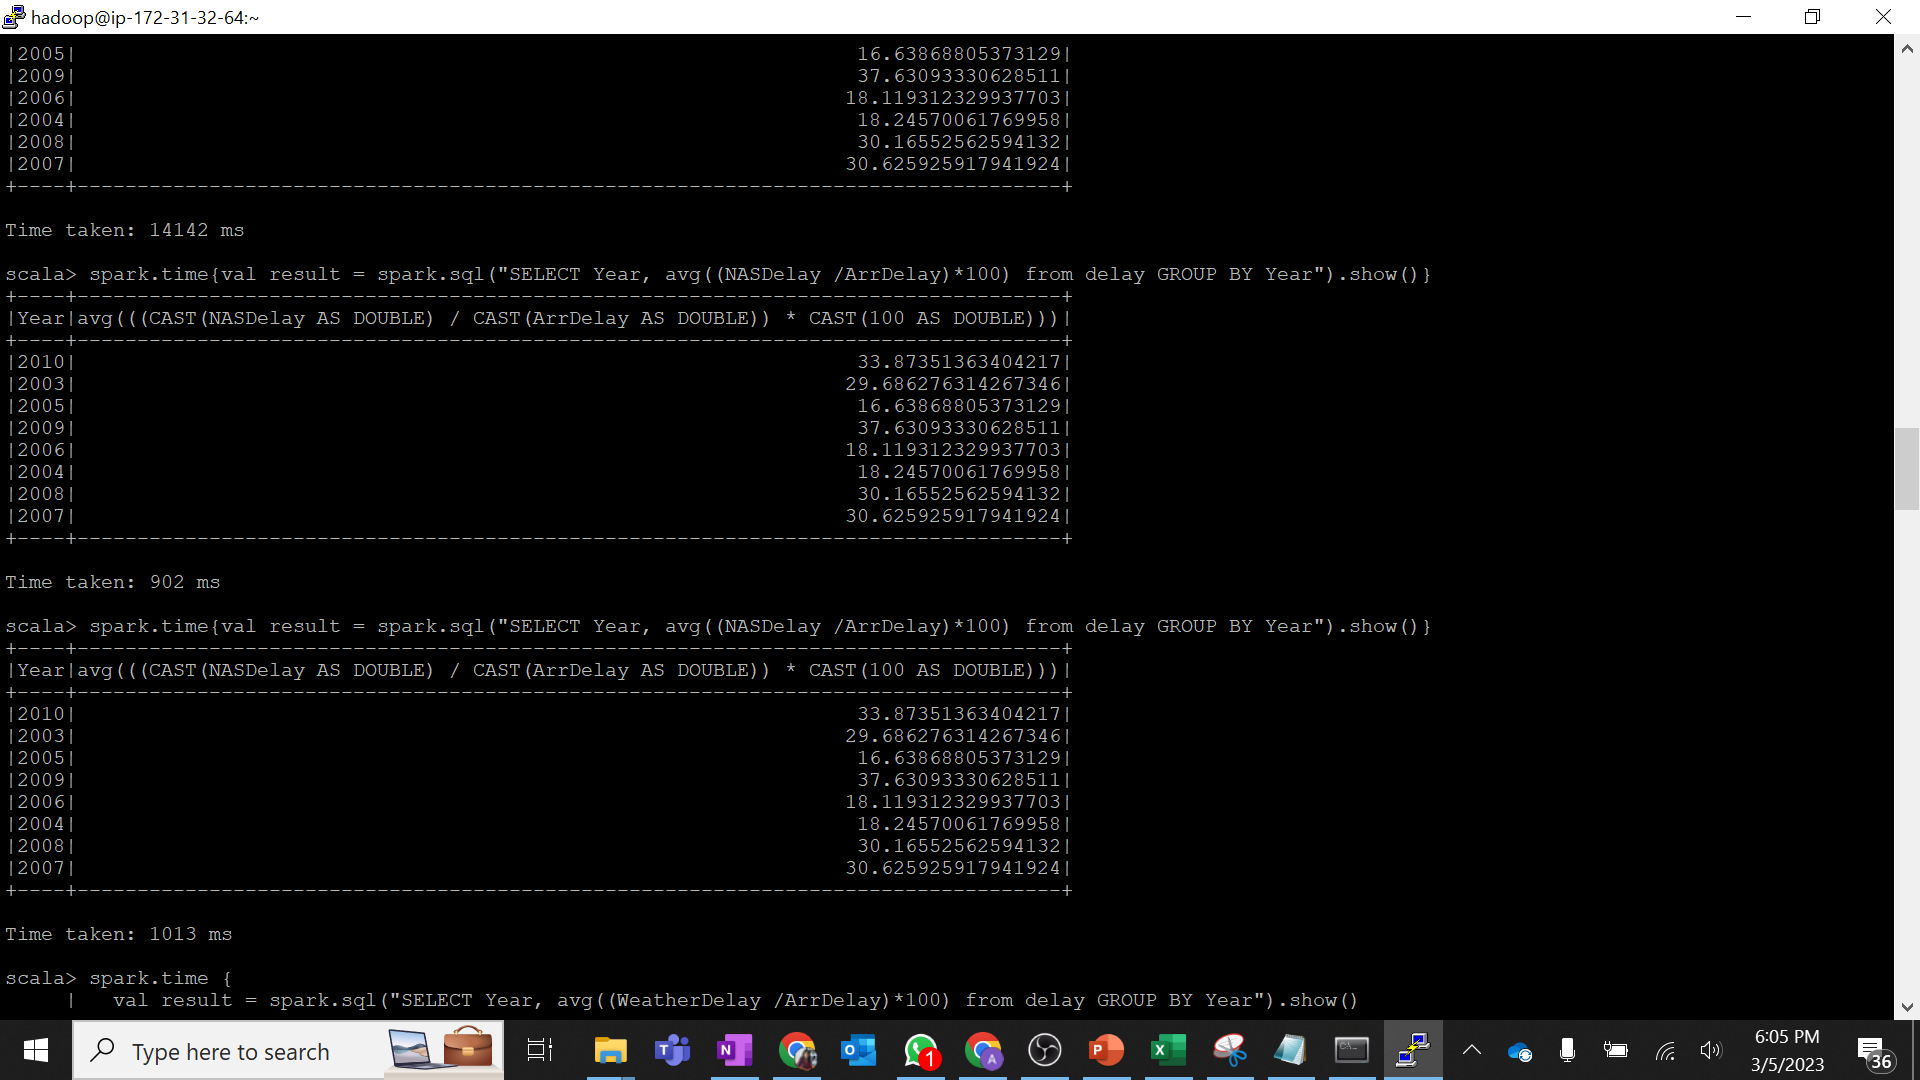 hadoop@ip-172-31-32-64:~
|2005|                                                                 16.63868805373129|
|2009|                                                                 37.63093330628511|
|2006|                                                                18.119312329937703|
|2004|                                                                 18.24570061769958|
|2008|                                                                 30.16552562594132|
|2007|                                                                30.625925917941924|
+----+----------------------------------------------------------------------------------+
Time taken: 14142 ms
scala> spark.time{val result = spark.sql("SELECT Year, avg((NASDelay /ArrDelay)*100) from delay GROUP BY Year").show()}
+----+----------------------------------------------------------------------------------+
|Year|avg(((CAST(NASDelay AS DOUBLE) / CAST(ArrDelay AS DOUBLE)) * CAST(100 AS DOUBLE)))|
+----+----------------------------------------------------------------------------------+
|2010|                                                                 33.87351363404217|
|2003|                                                                29.686276314267346|
|2005|                                                                 16.63868805373129|
|2009|                                                                 37.63093330628511|
|2006|                                                                18.119312329937703|
|2004|                                                                 18.24570061769958|
|2008|                                                                 30.16552562594132|
|2007|                                                                30.625925917941924|
+----+----------------------------------------------------------------------------------+
Time taken: 902 ms
scala> spark.time{val result = spark.sql("SELECT Year, avg((NASDelay /ArrDelay)*100) from delay GROUP BY Year").show()}
+----+----------------------------------------------------------------------------------+
|Year|avg(((CAST(NASDelay AS DOUBLE) / CAST(ArrDelay AS DOUBLE)) * CAST(100 AS DOUBLE)))|
+----+----------------------------------------------------------------------------------+
|2010|                                                                 33.87351363404217|
|2003|                                                                29.686276314267346|
|2005|                                                                 16.63868805373129|
|2009|                                                                 37.63093330628511|
|2006|                                                                18.119312329937703|
|2004|                                                                 18.24570061769958|
|2008|                                                                 30.16552562594132|
|2007|                                                                30.625925917941924|
+----+----------------------------------------------------------------------------------+
Time taken: 1013 ms
scala> spark.time {
     |   val result = spark.sql("SELECT Year, avg((WeatherDelay /ArrDelay)*100) from delay GROUP BY Year").show()
Type here to search
1
A
6:05 PM
3/5/2023
36